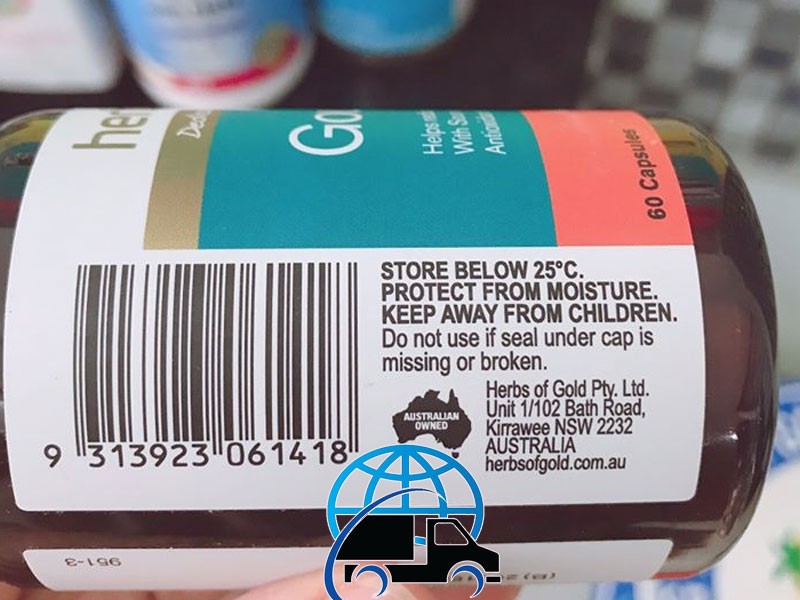 her
Go
Helps
With
60 Capsules
STORE BELOW 25°C.
PROTECT FROM MOISTURE.
KEEP AWAY FROM CHILDREN.
Do not use if seal under cap is
missing or broken.
AUSTRALIAN
OWNED
Herbs of Gold Pty. Ltd.
Unit 1/102 Bath Road,
Kirrawee NSW 2232
AUSTRALIA
herbsofgold.com.au
9 313923 061418
951-3